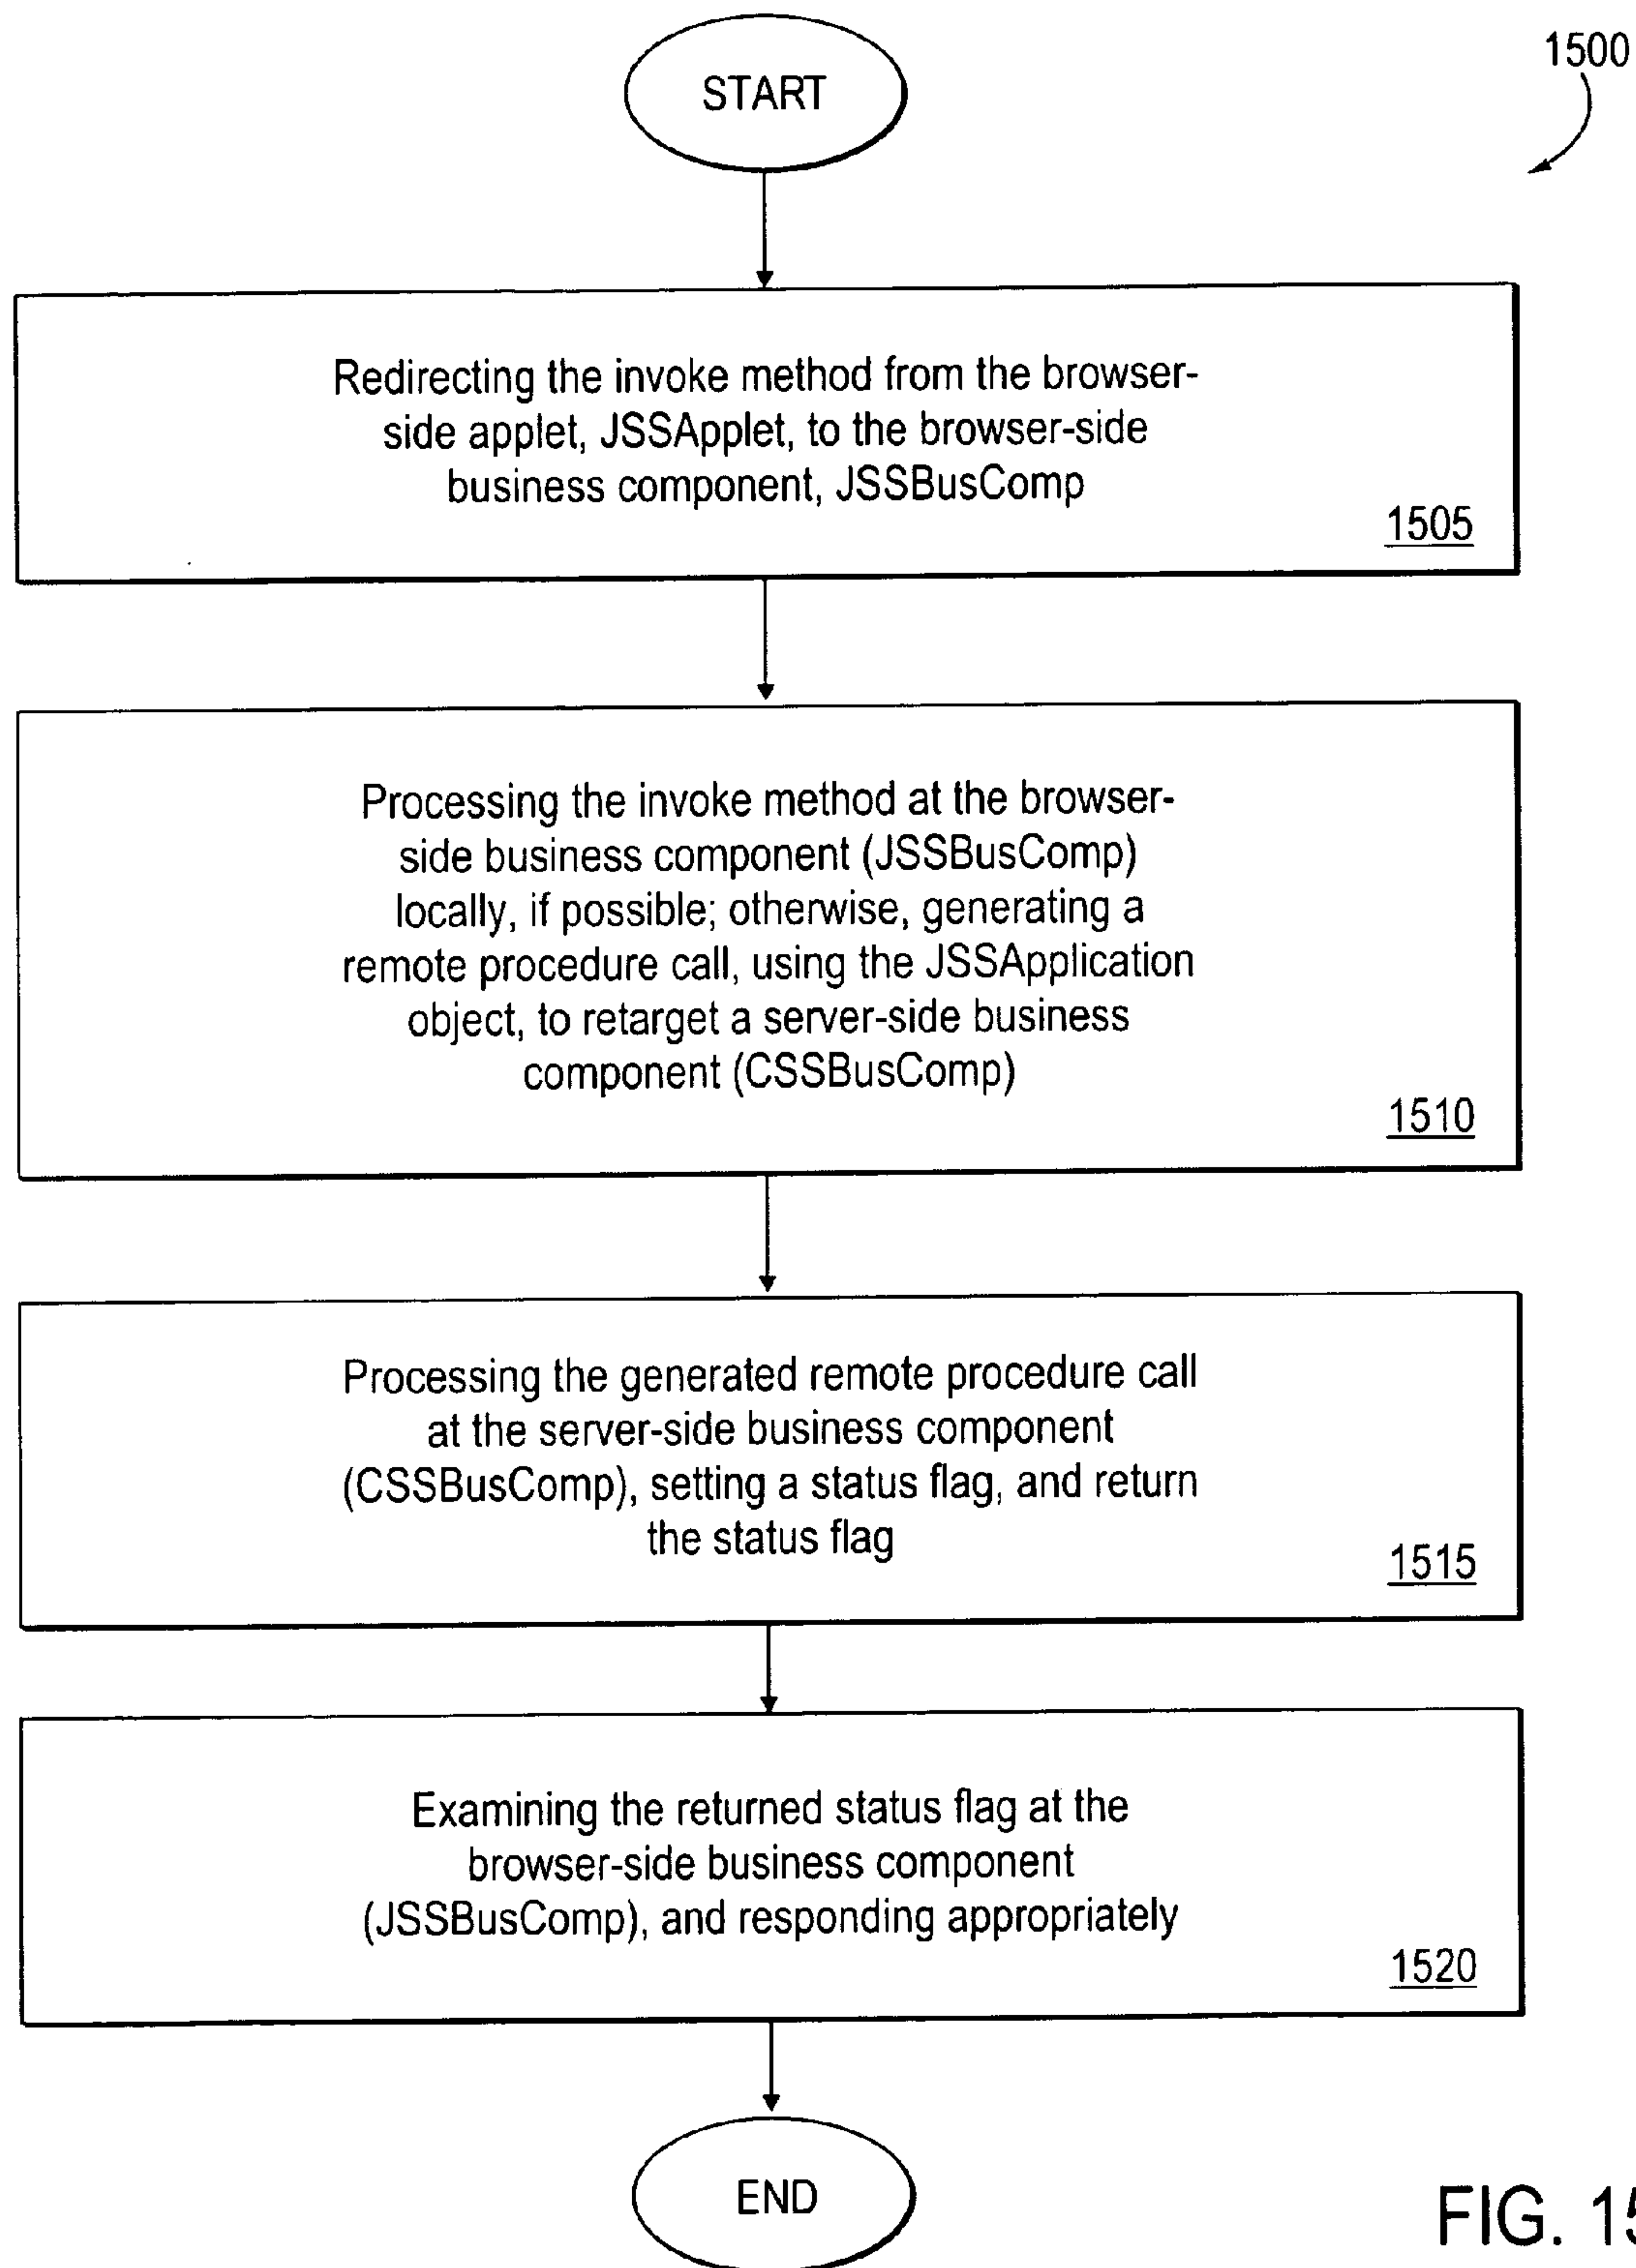 START
1500
Redirecting the invoke method from the browser-
side applet, JSSApplet, to the browser-side
business component, JSSBusComp
1505
Processing the invoke method at the browser-
side business component (JSSBusComp)
locally, if possible; otherwise, generating a
remote procedure call, using the JSSApplication
object, to retarget a server-side business
component (CSSBusComp)
1510
Processing the generated remote procedure call
at the server-side business component
(CSSBusComp), setting a status flag, and return
the status flag
1515
Examining the returned status flag at the
browser-side business component
(JSSBusComp), and responding appropriately
1520
END
FIG. 15